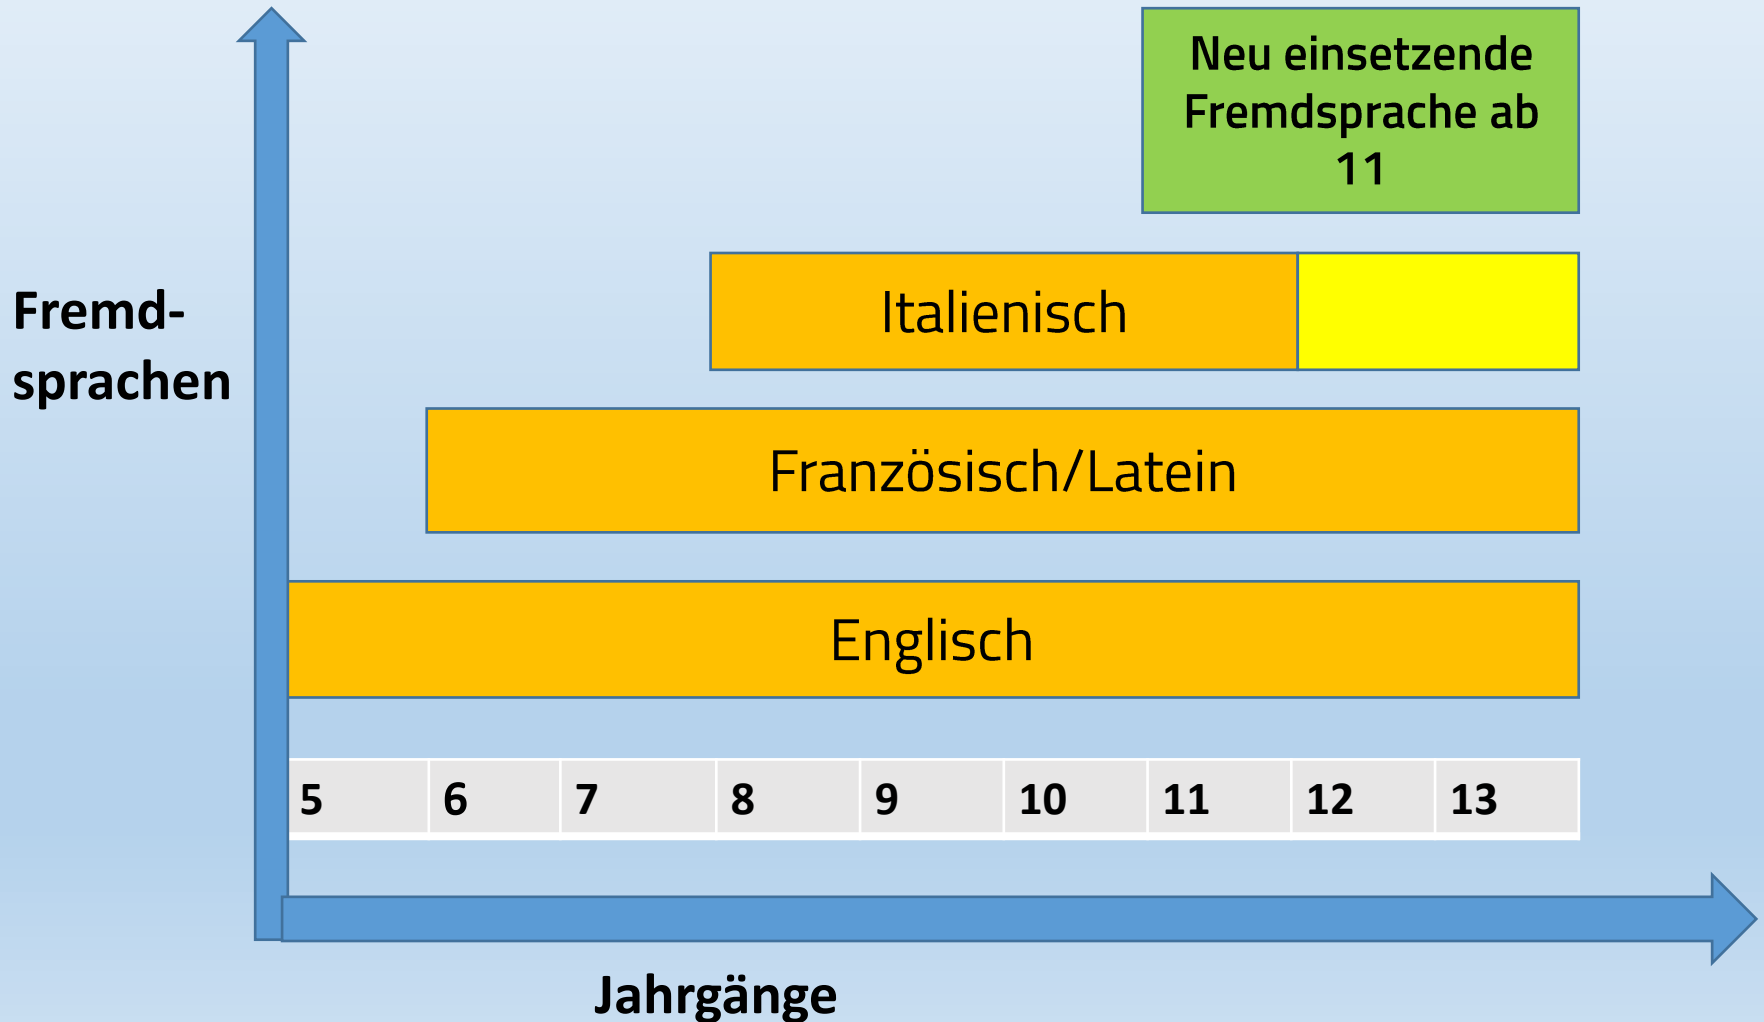 Neu einsetzende
Fremdsprache ab
11
Fremd-
sprachen
Italienisch
Französisch/Latein
Englisch
5 6 7 8 9 10 11 12 13
Jahrgänge